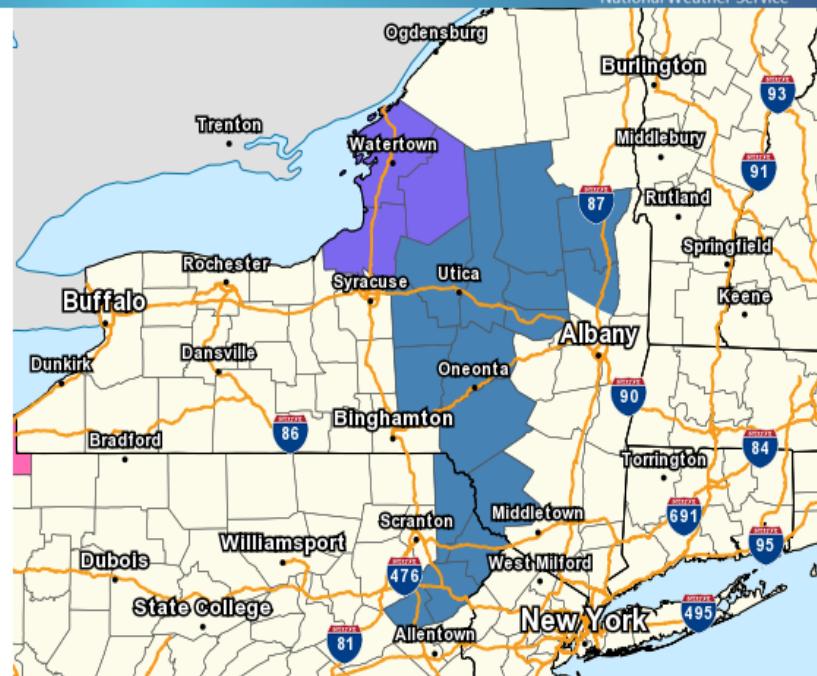 National Weather Service
Ogdensburg
Burlington
93
Trenton
Watertown
Middlebury
91
87
Rutland
Springfield
Rochester
Syracuse
Utica
Buffalo
Keene
Albany
Dunkirk
Dansville
Oneonta
90
Binghamton
86
Bradford
84
Torrington
691
Middletown
Scranton
Williamsport
95
Dubois
476
West Milford
State College
New York
495
81
Allentown